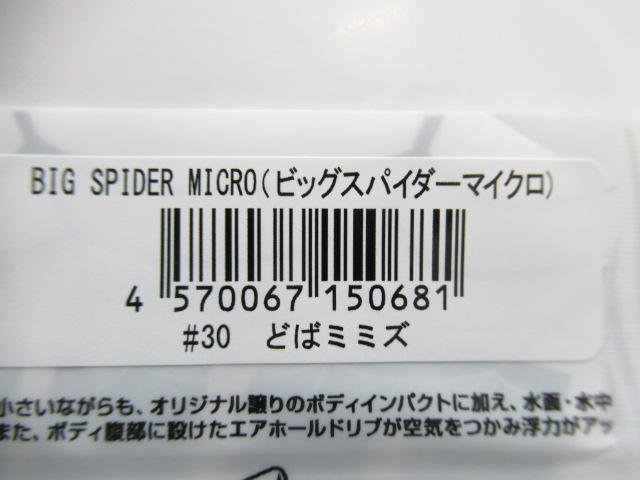 BIG SPIDER MICRO(ビッグスパイダーマイクロ)
4 570067 150681
#30 どばミミズ
小さいながらも、オリジナル譲りのボディインパクトに加え、水面・水中
また、ボディ腹部に設けたエアホールドリブが空気をつかみ浮力がアッ